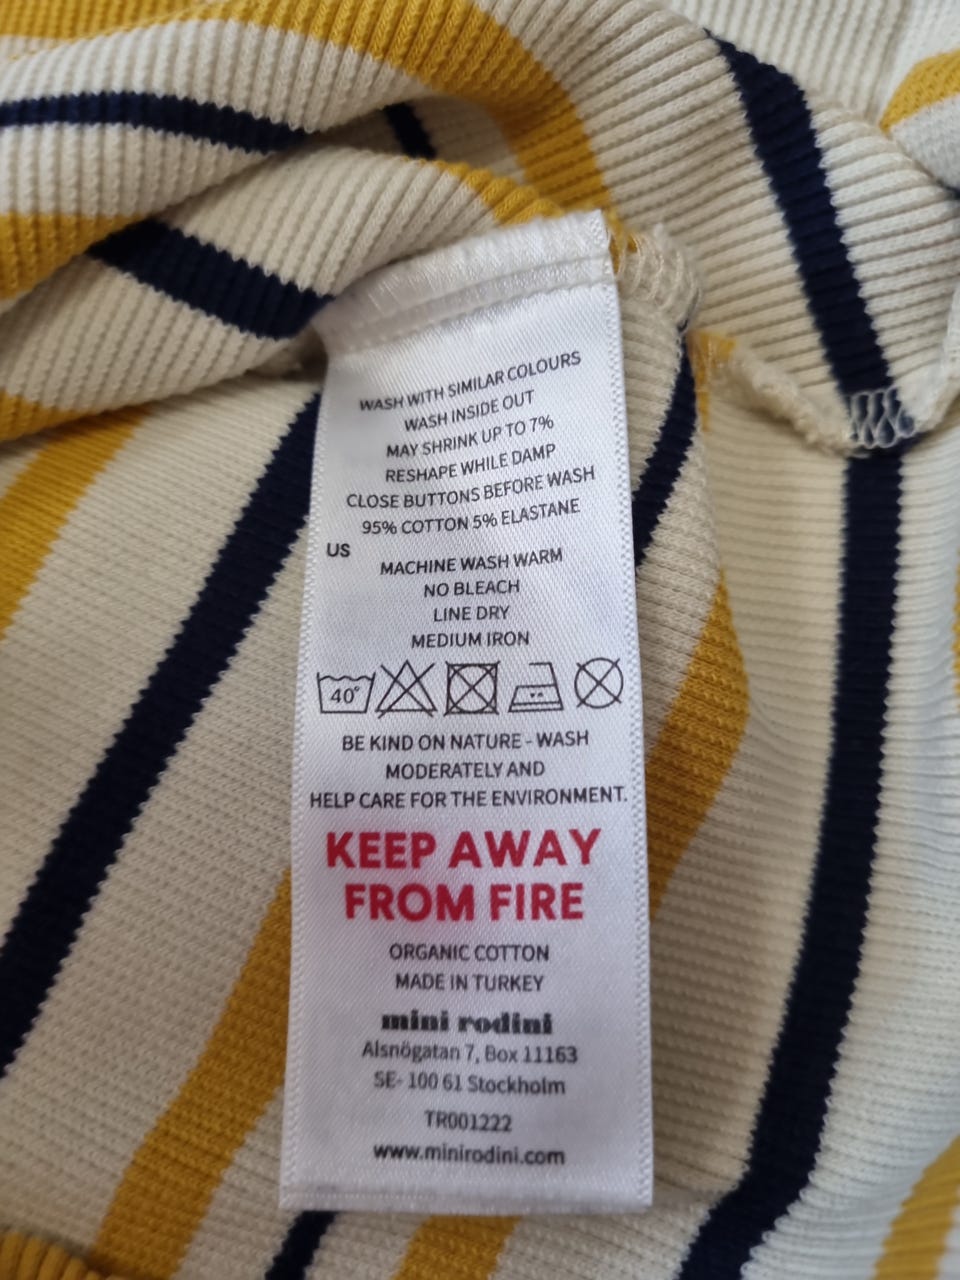 WASH WITH SIMILAR COLOURS
WASH INSIDE OUT
MAY SHRINK UP TO 7%
RESHAPE WHILE DAMP
CLOSE BUTTONS BEFORE WASH
95% COTTON 5% ELASTANE
US
MACHINE WASH WARM
NO BLEACH
LINE DRY
MEDIUM IRON
40°
BE KIND ON NATURE - WASH
MODERATELY AND
HELP CARE FOR THE ENVIRONMENT.
KEEP AWAY
FROM FIRE
ORGANIC COTTON
MADE IN TURKEY
mini rodini
Alsnögatan 7, Box 11163
SE- 100 61 Stockholm
TR001222
www.minirodini.com